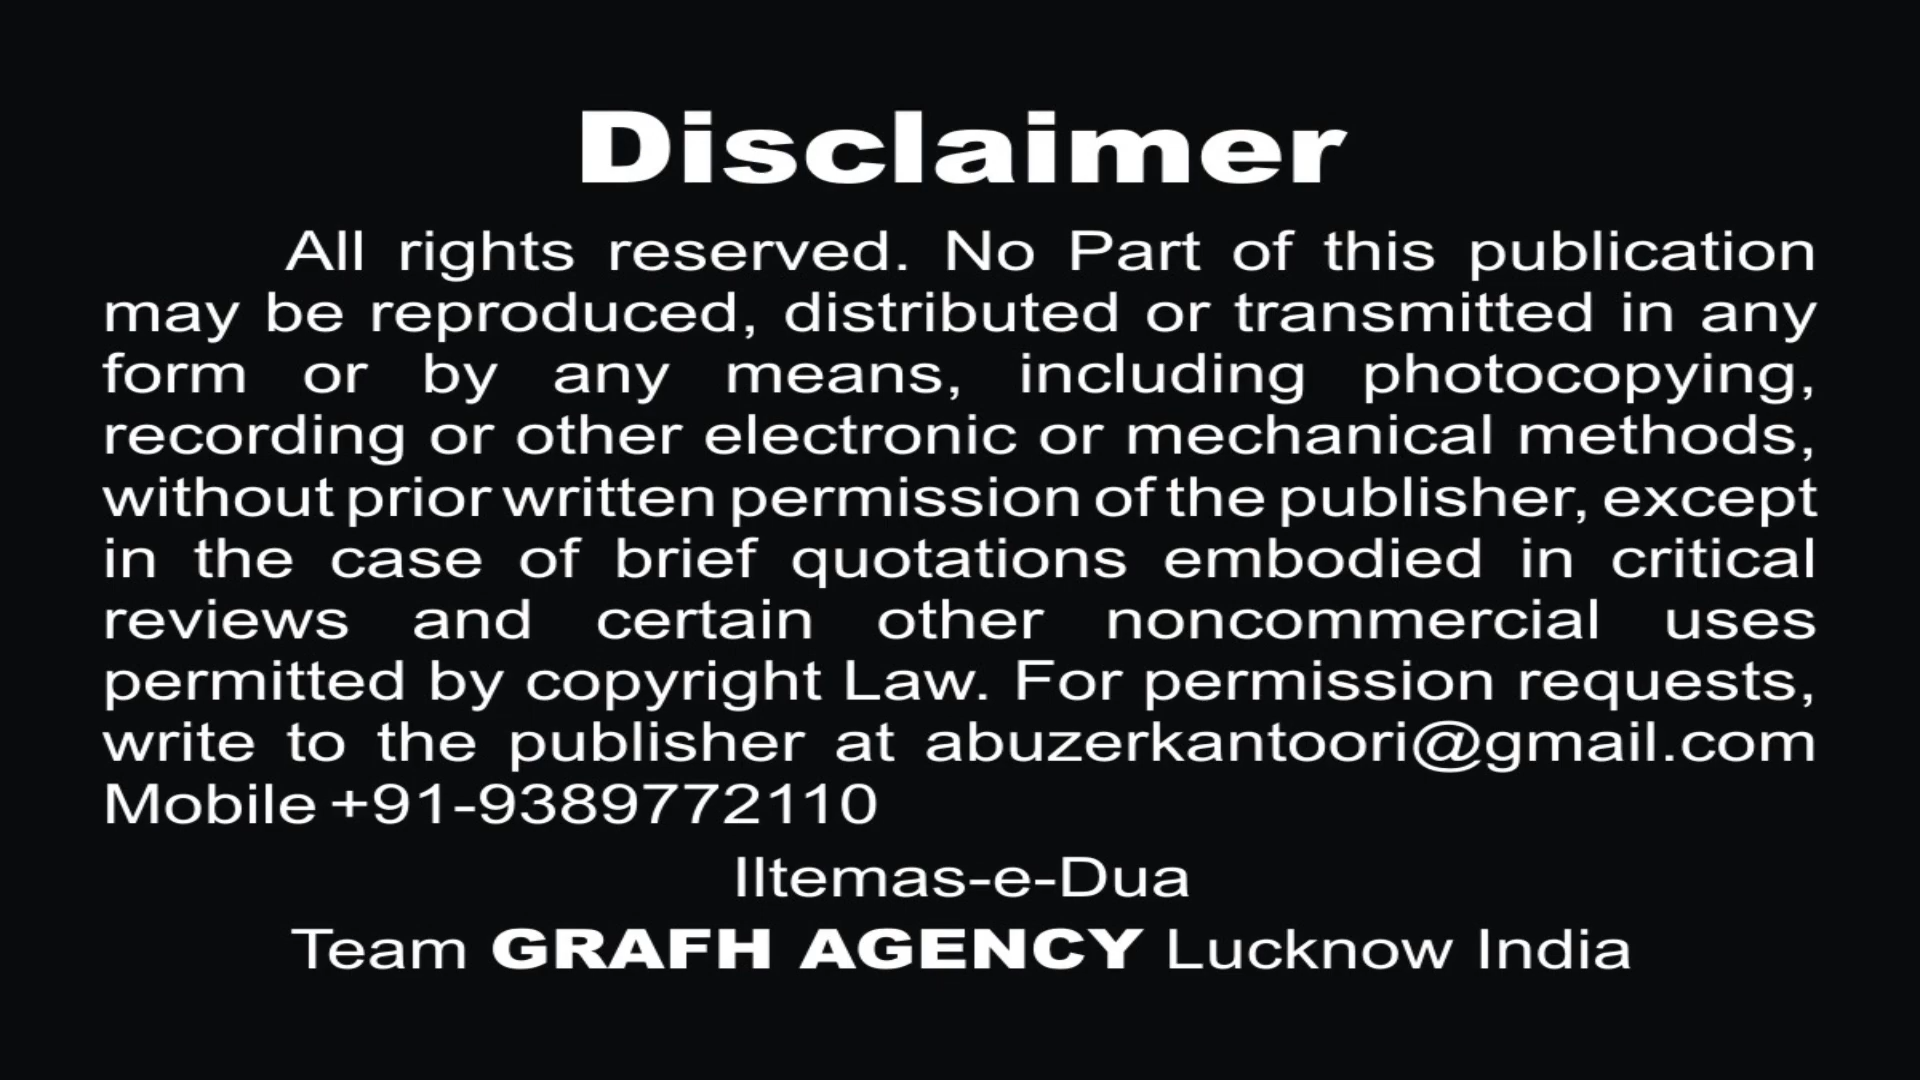 Disclaimer
All rights reserved. No Part of this publication
may be reproduced, distributed or transmitted in any
form or by any means, including photocopying,
recording or other electronic or mechanical methods,
without prior written permission of the publisher, except
in the case of brief quotations embodied in critical
reviews and certain other noncommercial uses
permitted by copyright Law. For permission requests,
write to the publisher at abuzerkantoori@gmail.com
Mobile +91-9389772110
Iltemas-e-Dua
Team GRAFH AGENCY Lucknow India